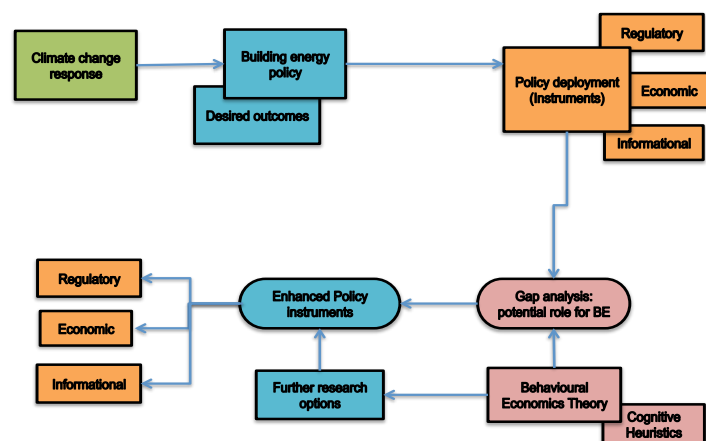 Climate change
response
Building energy
policy
Desired outcomes
Policy deployment
(Instruments)
Regulatory
Economic
Informational
Regulatory
Economic
Informational
Enhanced Policy
instruments
Gap analysis:
potential role for BE
Further research
options
Behavioural
Economics Theory
Cognitive
Heuristics